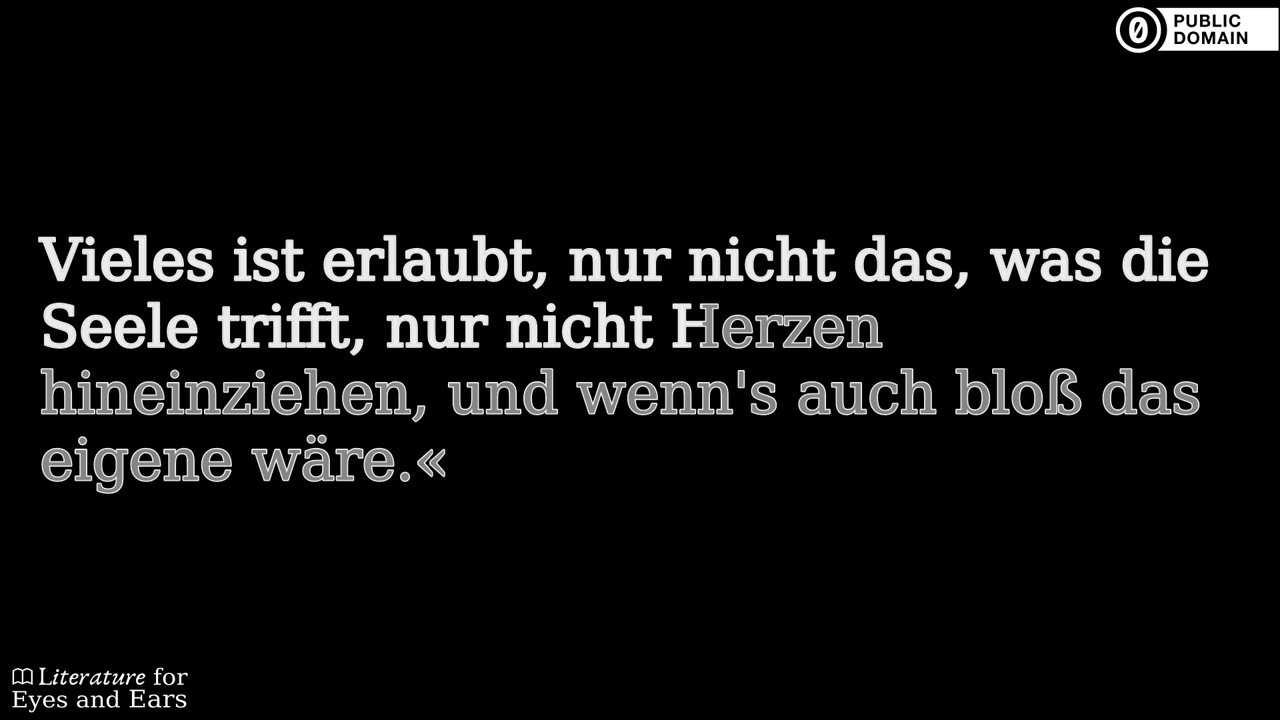 PUBLIC
DOMAIN
Vieles ist erlaubt, nur nicht das, was die
Seele trifft, nur nicht Herzen
hineinziehen, und wenn's auch bloß das
eigene wäre.«
Literature for
Eyes and Ears